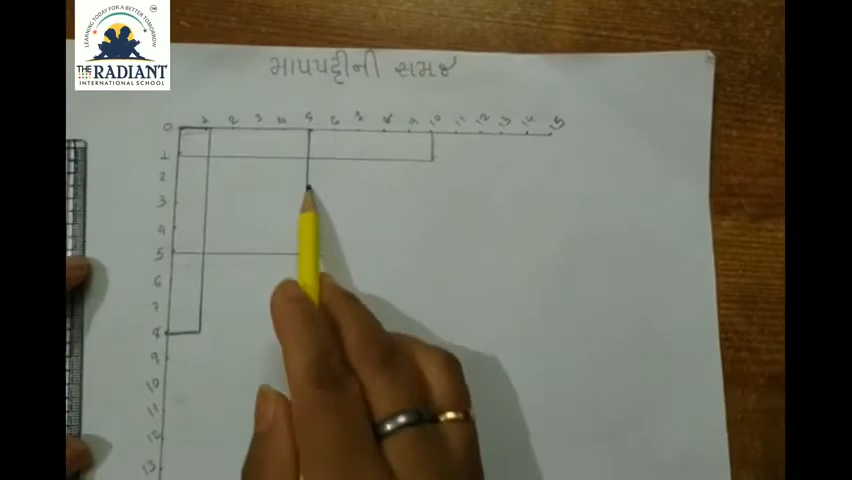 LEARNING TODAY FOR A BETTER TOMORROW
TM
THE RADIANT
INTERNATIONAL SCHOOL
માપપટ્ટીની સમજ
0 1 2 3 4 5 6 7 8 9 10 11 12 13 14 15
1
2
3
4
5
6
7
8
9
10
11
12
13